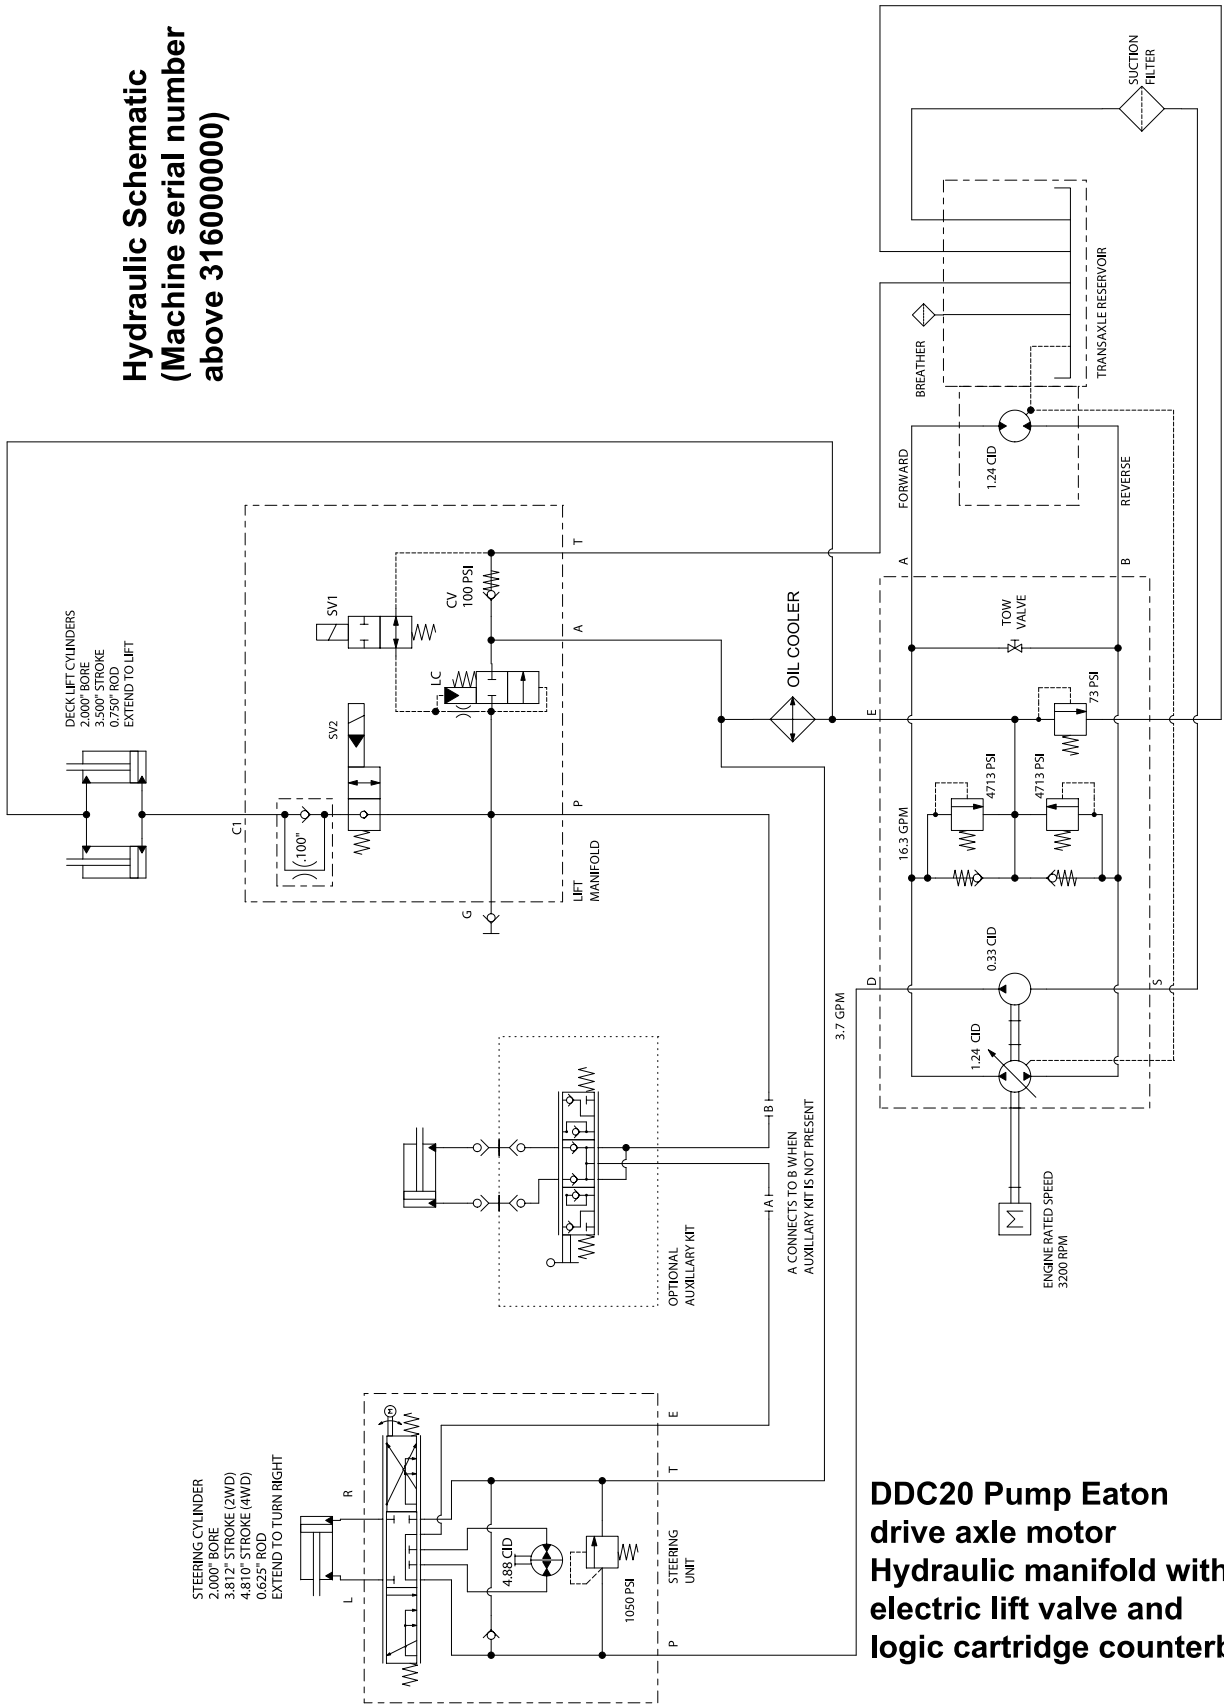 Hydraulic Schematic
(Machine serial number
above 316000000)
DECK LIFT CYLINDERS
2.000" BORE
3.500" STROKE
0.750" ROD
EXTEND TO LIFT
C1
.100"
SV2
SV1
LC
CV
100 PSI
G
LIFT
MANIFOLD
P
A
T
STEERING CYLINDER
2.000" BORE
3.812" STROKE (2WD)
4.810" STROKE (4WD)
0.625" ROD
EXTEND TO TURN RIGHT
L
R
M
4.88 CID
1050 PSI
STEERING
UNIT
P
T
E
OPTIONAL
AUXILLARY KIT
A
B
A CONNECTS TO B WHEN
AUXILLARY KIT IS NOT PRESENT
3.7 GPM
OIL COOLER
D
E
S
16.3 GPM
4713 PSI
4713 PSI
73 PSI
TOW
VALVE
0.33 CID
1.24 CID
M
ENGINE RATED SPEED
3200 RPM
A
FORWARD
B
REVERSE
1.24 CID
BREATHER
TRANSAXLE RESERVOIR
SUCTION
FILTER
DDC20 Pump Eaton
drive axle motor
Hydraulic manifold with
electric lift valve and
logic cartridge counterb